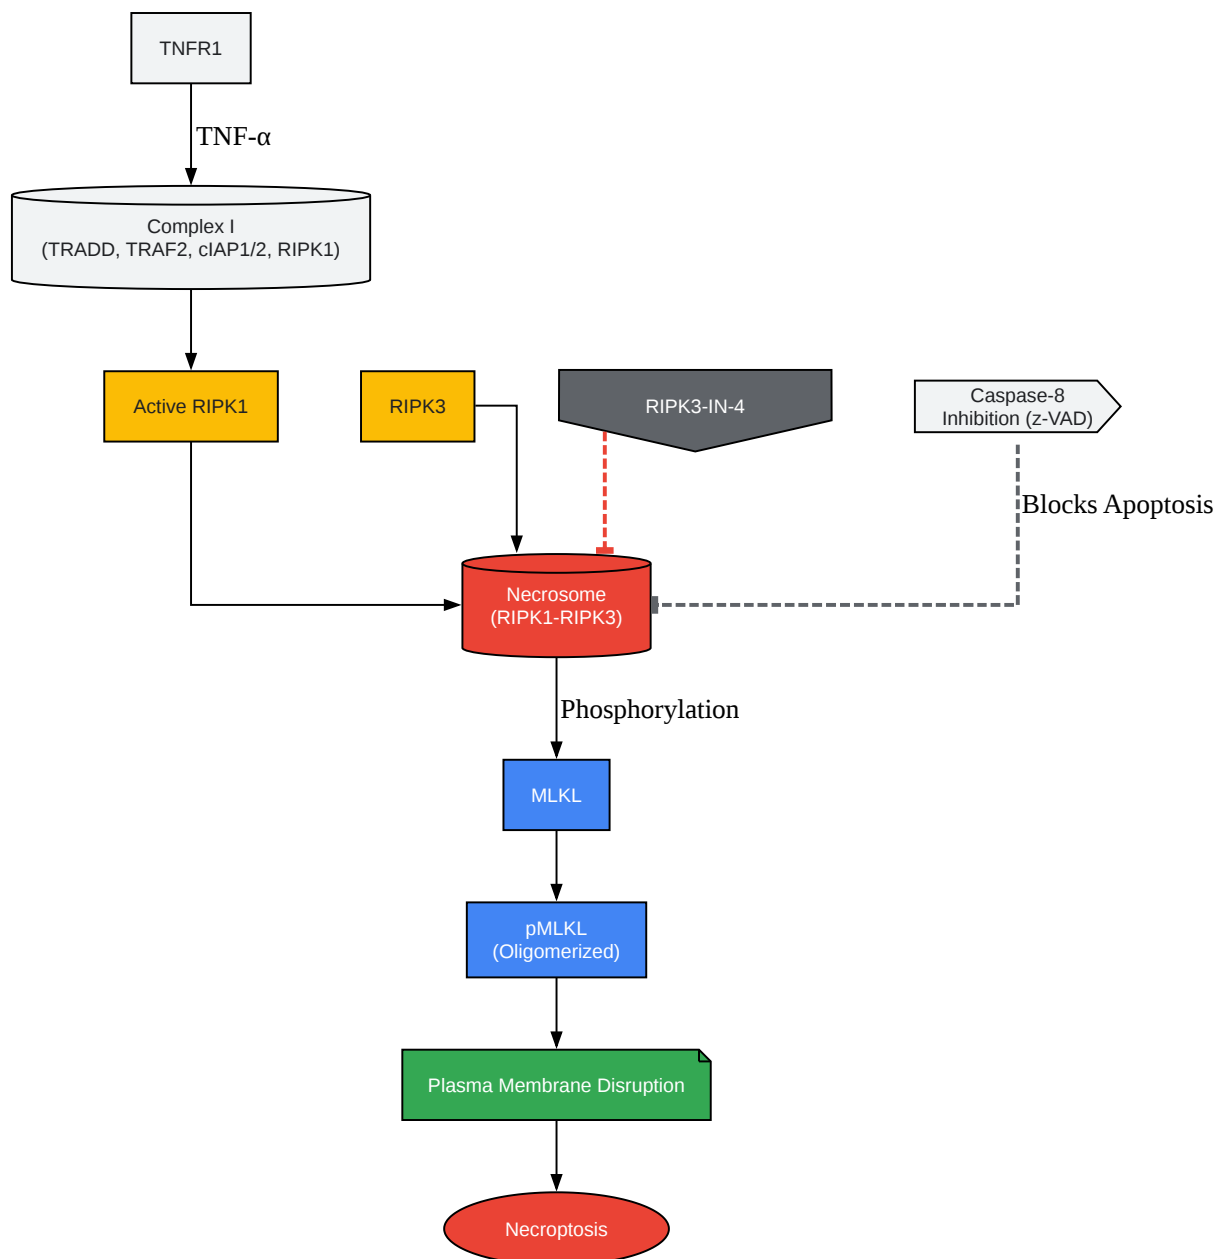 TNFR1
TNF-α
Complex I
(TRADD, TRAF2, cIAP1/2, RIPK1)
Active RIPK1
RIPK3
RIPK3-IN-4
Caspase-8
Inhibition (z-VAD)
Blocks Apoptosis
Necrosome
(RIPK1-RIPK3)
Phosphorylation
MLKL
pMLKL
(Oligomerized)
Plasma Membrane Disruption
Necroptosis